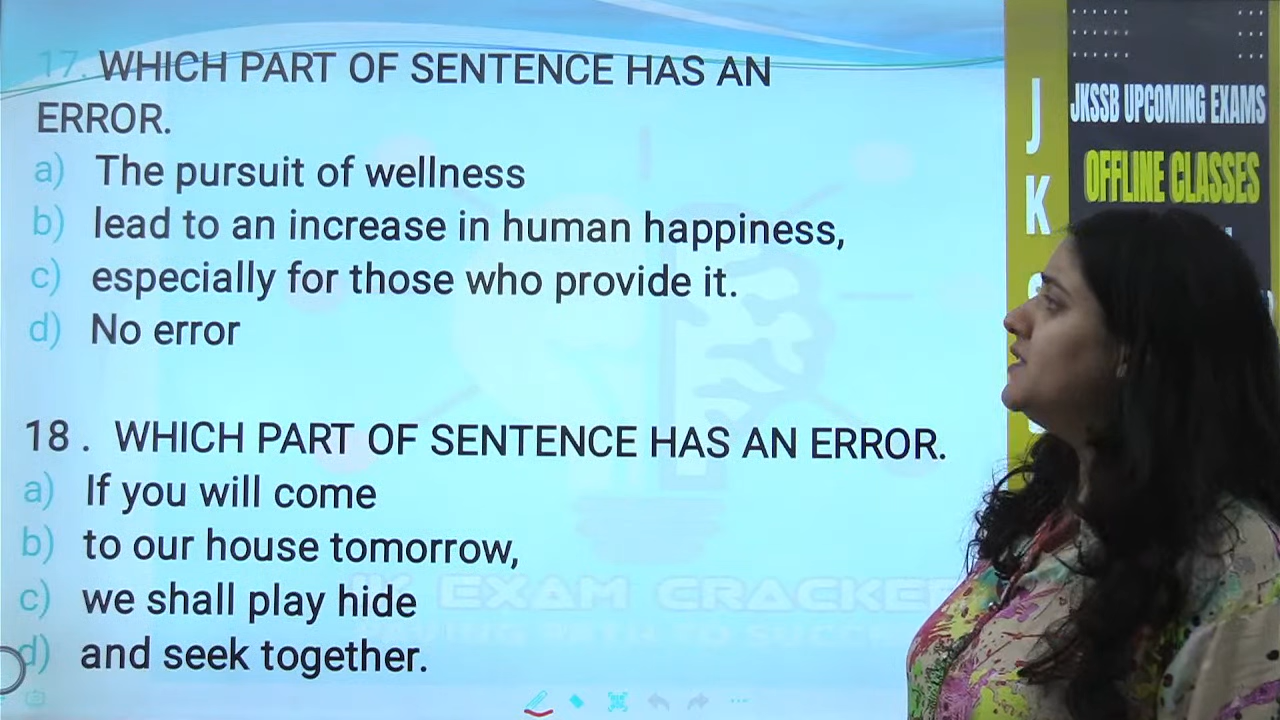 17. WHICH PART OF SENTENCE HAS AN
ERROR.
a) The pursuit of wellness
b) lead to an increase in human happiness,
c) especially for those who provide it.
d) No error
18 . WHICH PART OF SENTENCE HAS AN ERROR.
a) If you will come
b) to our house tomorrow,
c) we shall play hide
d) and seek together.
JK EXAM CRACKE
J
K
JKSSB UPCOMING EXAMS
OFFLINE CLASSES